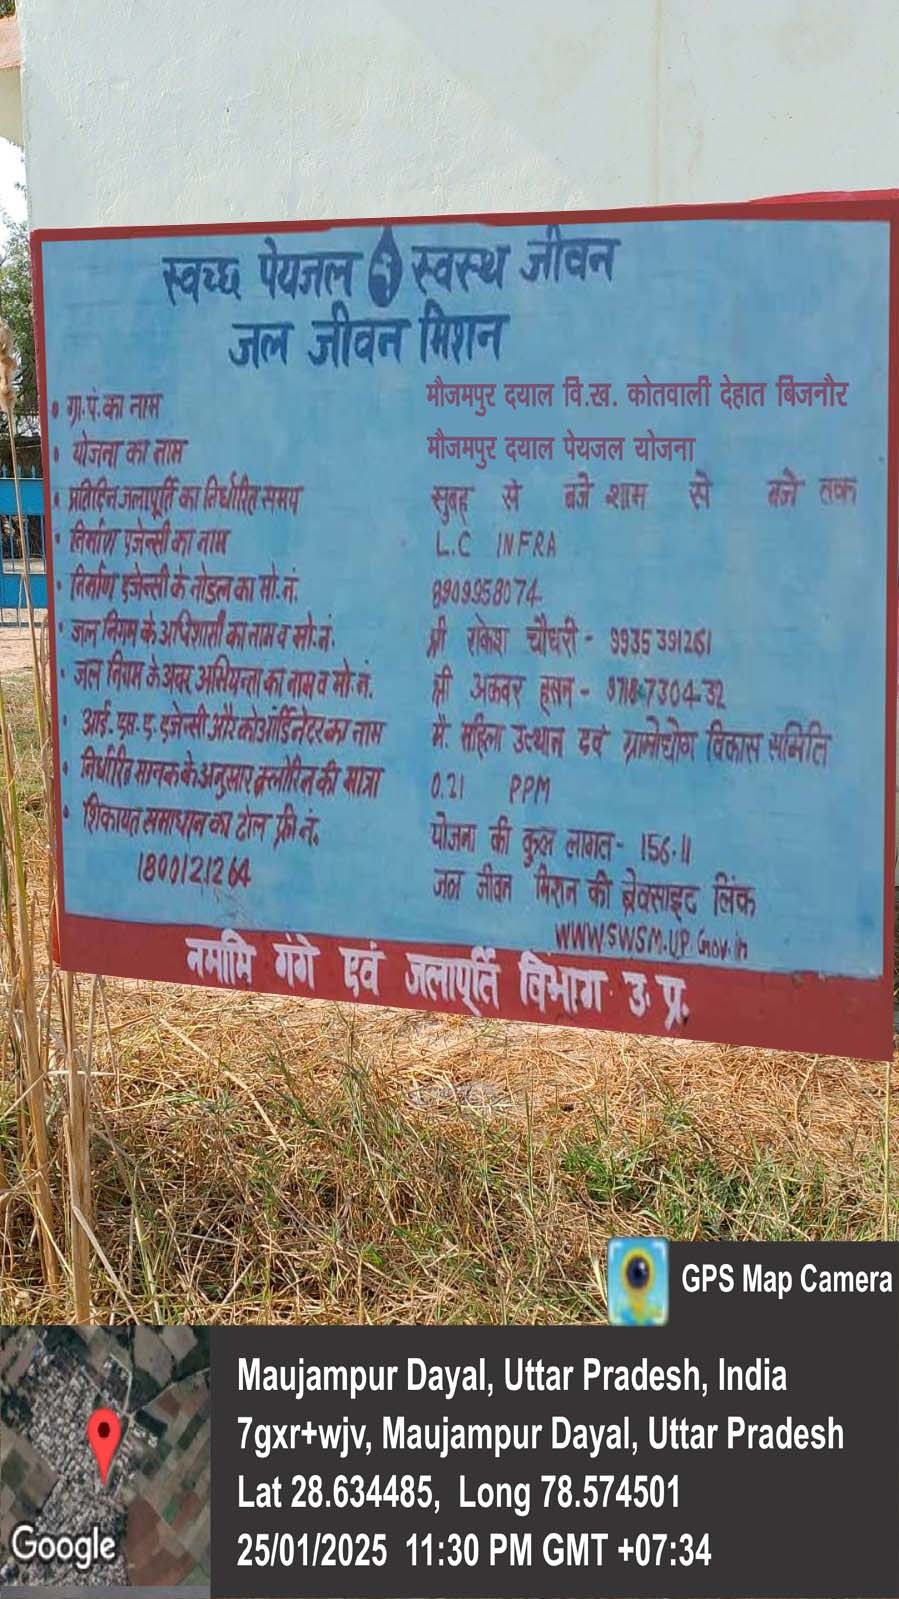 स्वच्छ पेयजल स्वस्थ जीवन
जल जीवन मिशन
ग्रा.पं.का नाम मौजमपुर दयाल वि.ख. कोतवाली देहात बिजनौर
योजना का नाम मौजमपुर दयाल पेयजल योजना
प्रतिदिन जलापूर्ति का निर्धारित समय सुबह से बजे शाम से बजे तक
निर्माण एजेन्सी का नाम L.C INFRA
निर्माण एजेन्सी के नोडल का मो.नं. 8909958074
जल निगम के अधिशासी का नाम व मो.नं. श्री राकेश चौधरी - 9935391261
जल निगम के अवर अभियन्ता का नाम व मो.नं. श्री अकबर हसन - 9718730432
आई.एस.ए. एजेन्सी और कोआर्डिनेटर का नाम मै. महिला उत्थान एवं ग्रामोद्योग विकास समिति
निर्धारित मानक के अनुसार क्लोरिन की मात्रा 0.21 PPM
शिकायत समाधान का टोल फ्री नं. योजना की कुल लागत - 156.11
180012,1264 जल जीवन मिशन की बेवसाइट लिंक
WWW.SWSM.UP.Gov.in
नमामि गंगे एवं जलापूर्ति विभाग उ.प्र.
GPS Map Camera
Maujampur Dayal, Uttar Pradesh, India
7gxr+wjv, Maujampur Dayal, Uttar Pradesh
Lat 28.634485, Long 78.574501
25/01/2025 11:30 PM GMT +07:34
Google